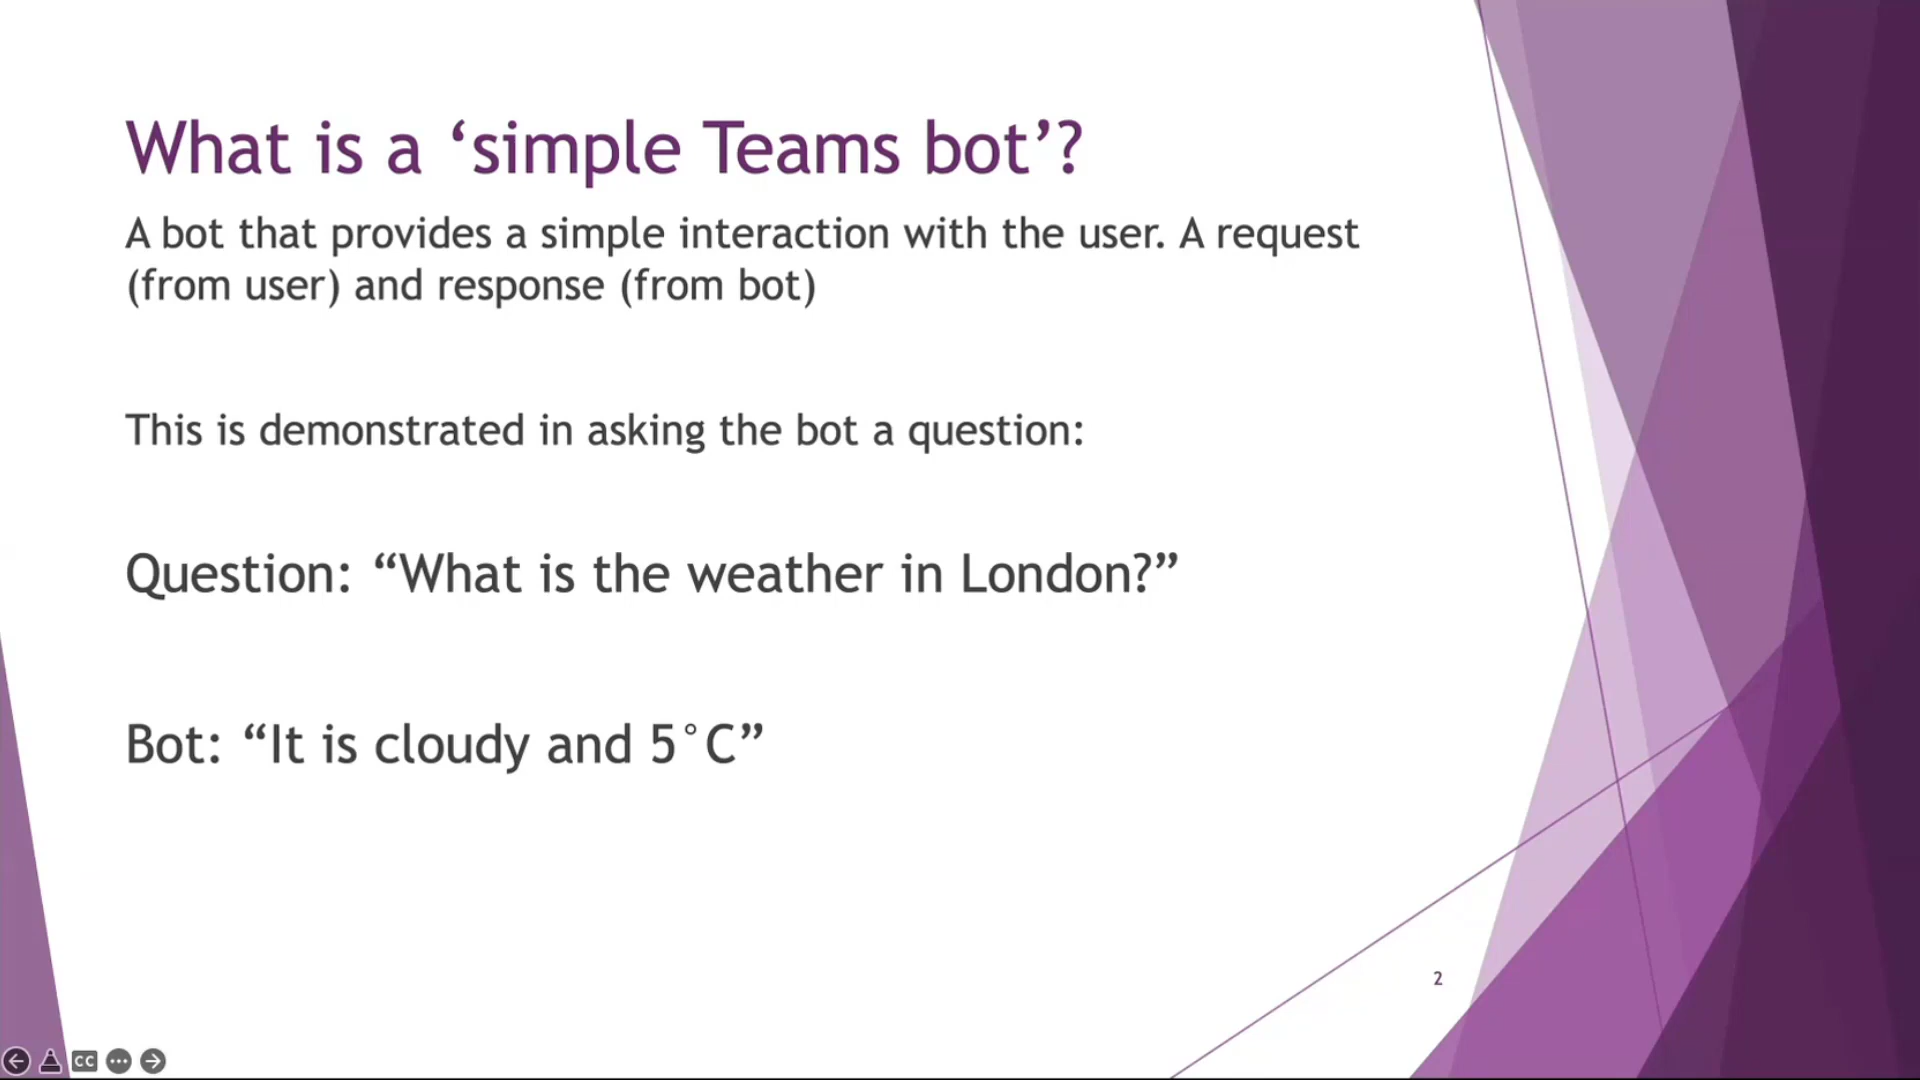 What is a ‘simple Teams bot’?
A bot that provides a simple interaction with the user. A request
(from user) and response (from bot)
This is demonstrated in asking the bot a question:
Question: “What is the weather in London?”
Bot: “It is cloudy and 5°C”
2
CC